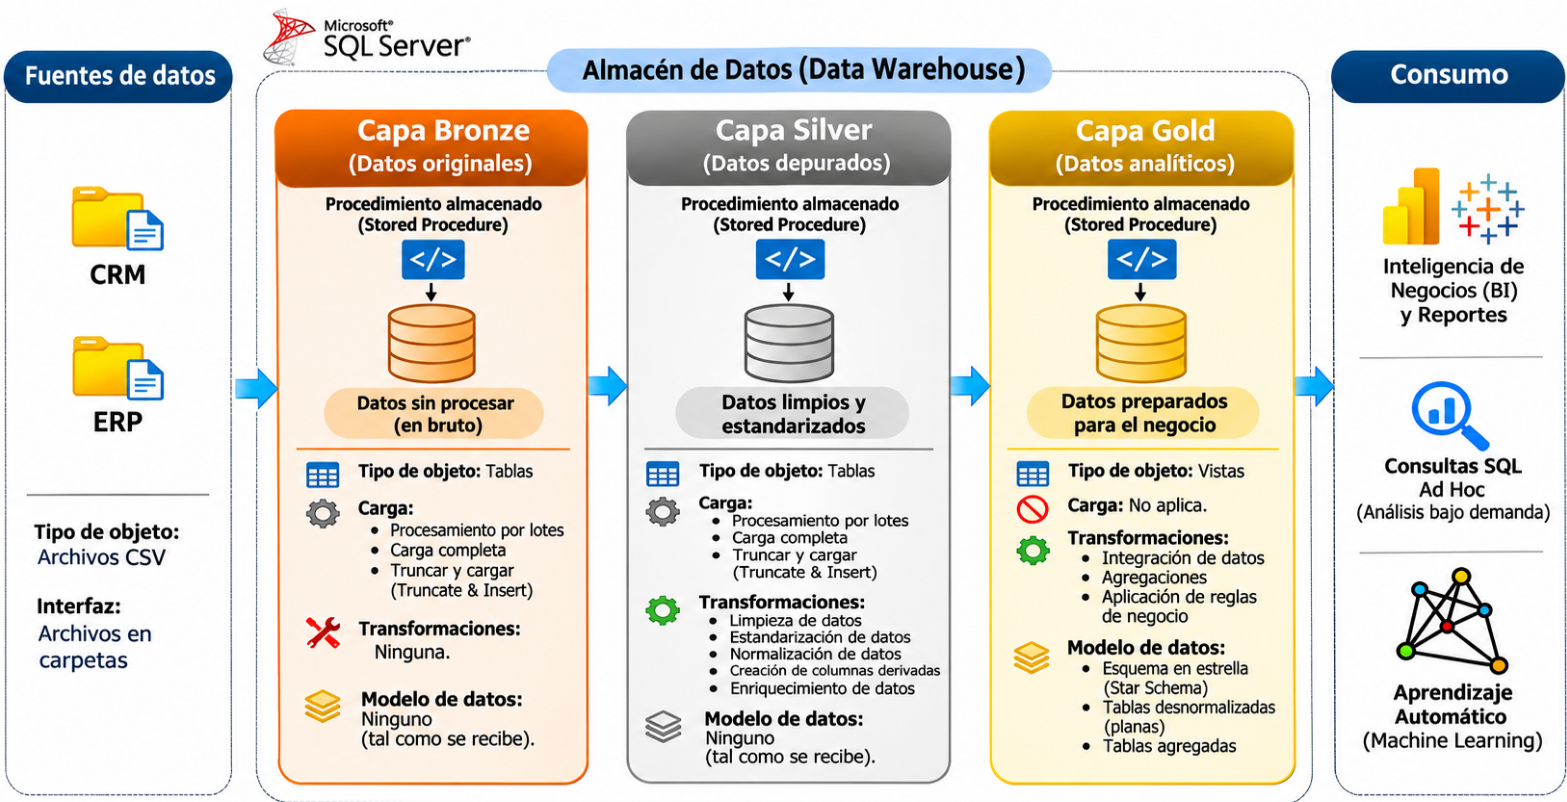 Microsoft®
SQL Server®
Fuentes de datos
CRM
ERP
Tipo de objeto:
Archivos CSV
Interfaz:
Archivos en
carpetas
Almacén de Datos (Data Warehouse)
Capa Bronze
(Datos originales)
Procedimiento almacenado
(Stored Procedure)
</>
Datos sin procesar
(en bruto)
Tipo de objeto: Tablas
Carga:
• Procesamiento por lotes
• Carga completa
• Truncar y cargar
(Truncate & Insert)
Transformaciones:
Ninguna.
Modelo de datos:
Ninguno
(tal como se recibe).
Capa Silver
(Datos depurados)
Procedimiento almacenado
(Stored Procedure)
</>
Datos limpios y
estandarizados
Tipo de objeto: Tablas
Carga:
• Procesamiento por lotes
• Carga completa
• Truncar y cargar
(Truncate & Insert)
Transformaciones:
• Limpieza de datos
• Estandarización de datos
• Normalización de datos
• Creación de columnas derivadas
• Enriquecimiento de datos
Modelo de datos:
Ninguno
(tal como se recibe).
Capa Gold
(Datos analíticos)
Procedimiento almacenado
(Stored Procedure)
</>
Datos preparados
para el negocio
Tipo de objeto: Vistas
Carga: No aplica.
Transformaciones:
• Integración de datos
• Agregaciones
• Aplicación de reglas
de negocio
Modelo de datos:
• Esquema en estrella
(Star Schema)
• Tablas desnormalizadas
(planas)
• Tablas agregadas
Consumo
Inteligencia de
Negocios (BI)
y Reportes
Consultas SQL
Ad Hoc
(Análisis bajo demanda)
Aprendizaje
Automático
(Machine Learning)